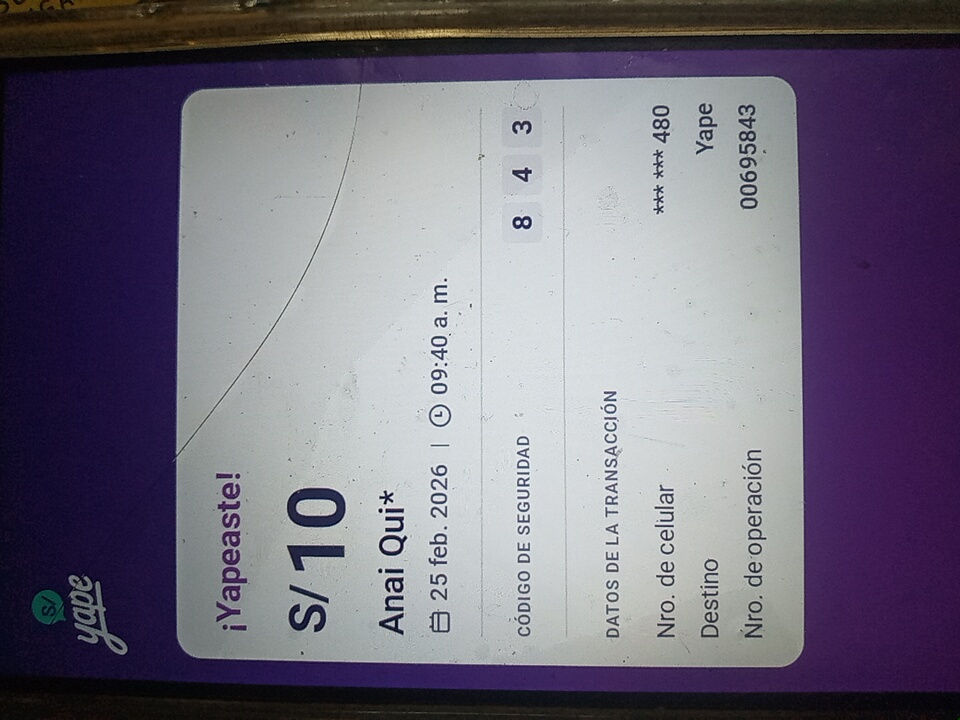 S/
yape
¡Yapeaste!
S/ 10
Anai Qui*
25 feb. 2026 | 09:40 a. m.
CÓDIGO DE SEGURIDAD 8 4 3
DATOS DE LA TRANSACCIÓN
Nro. de celular *** *** 480
Destino Yape
Nro. de operación 00695843